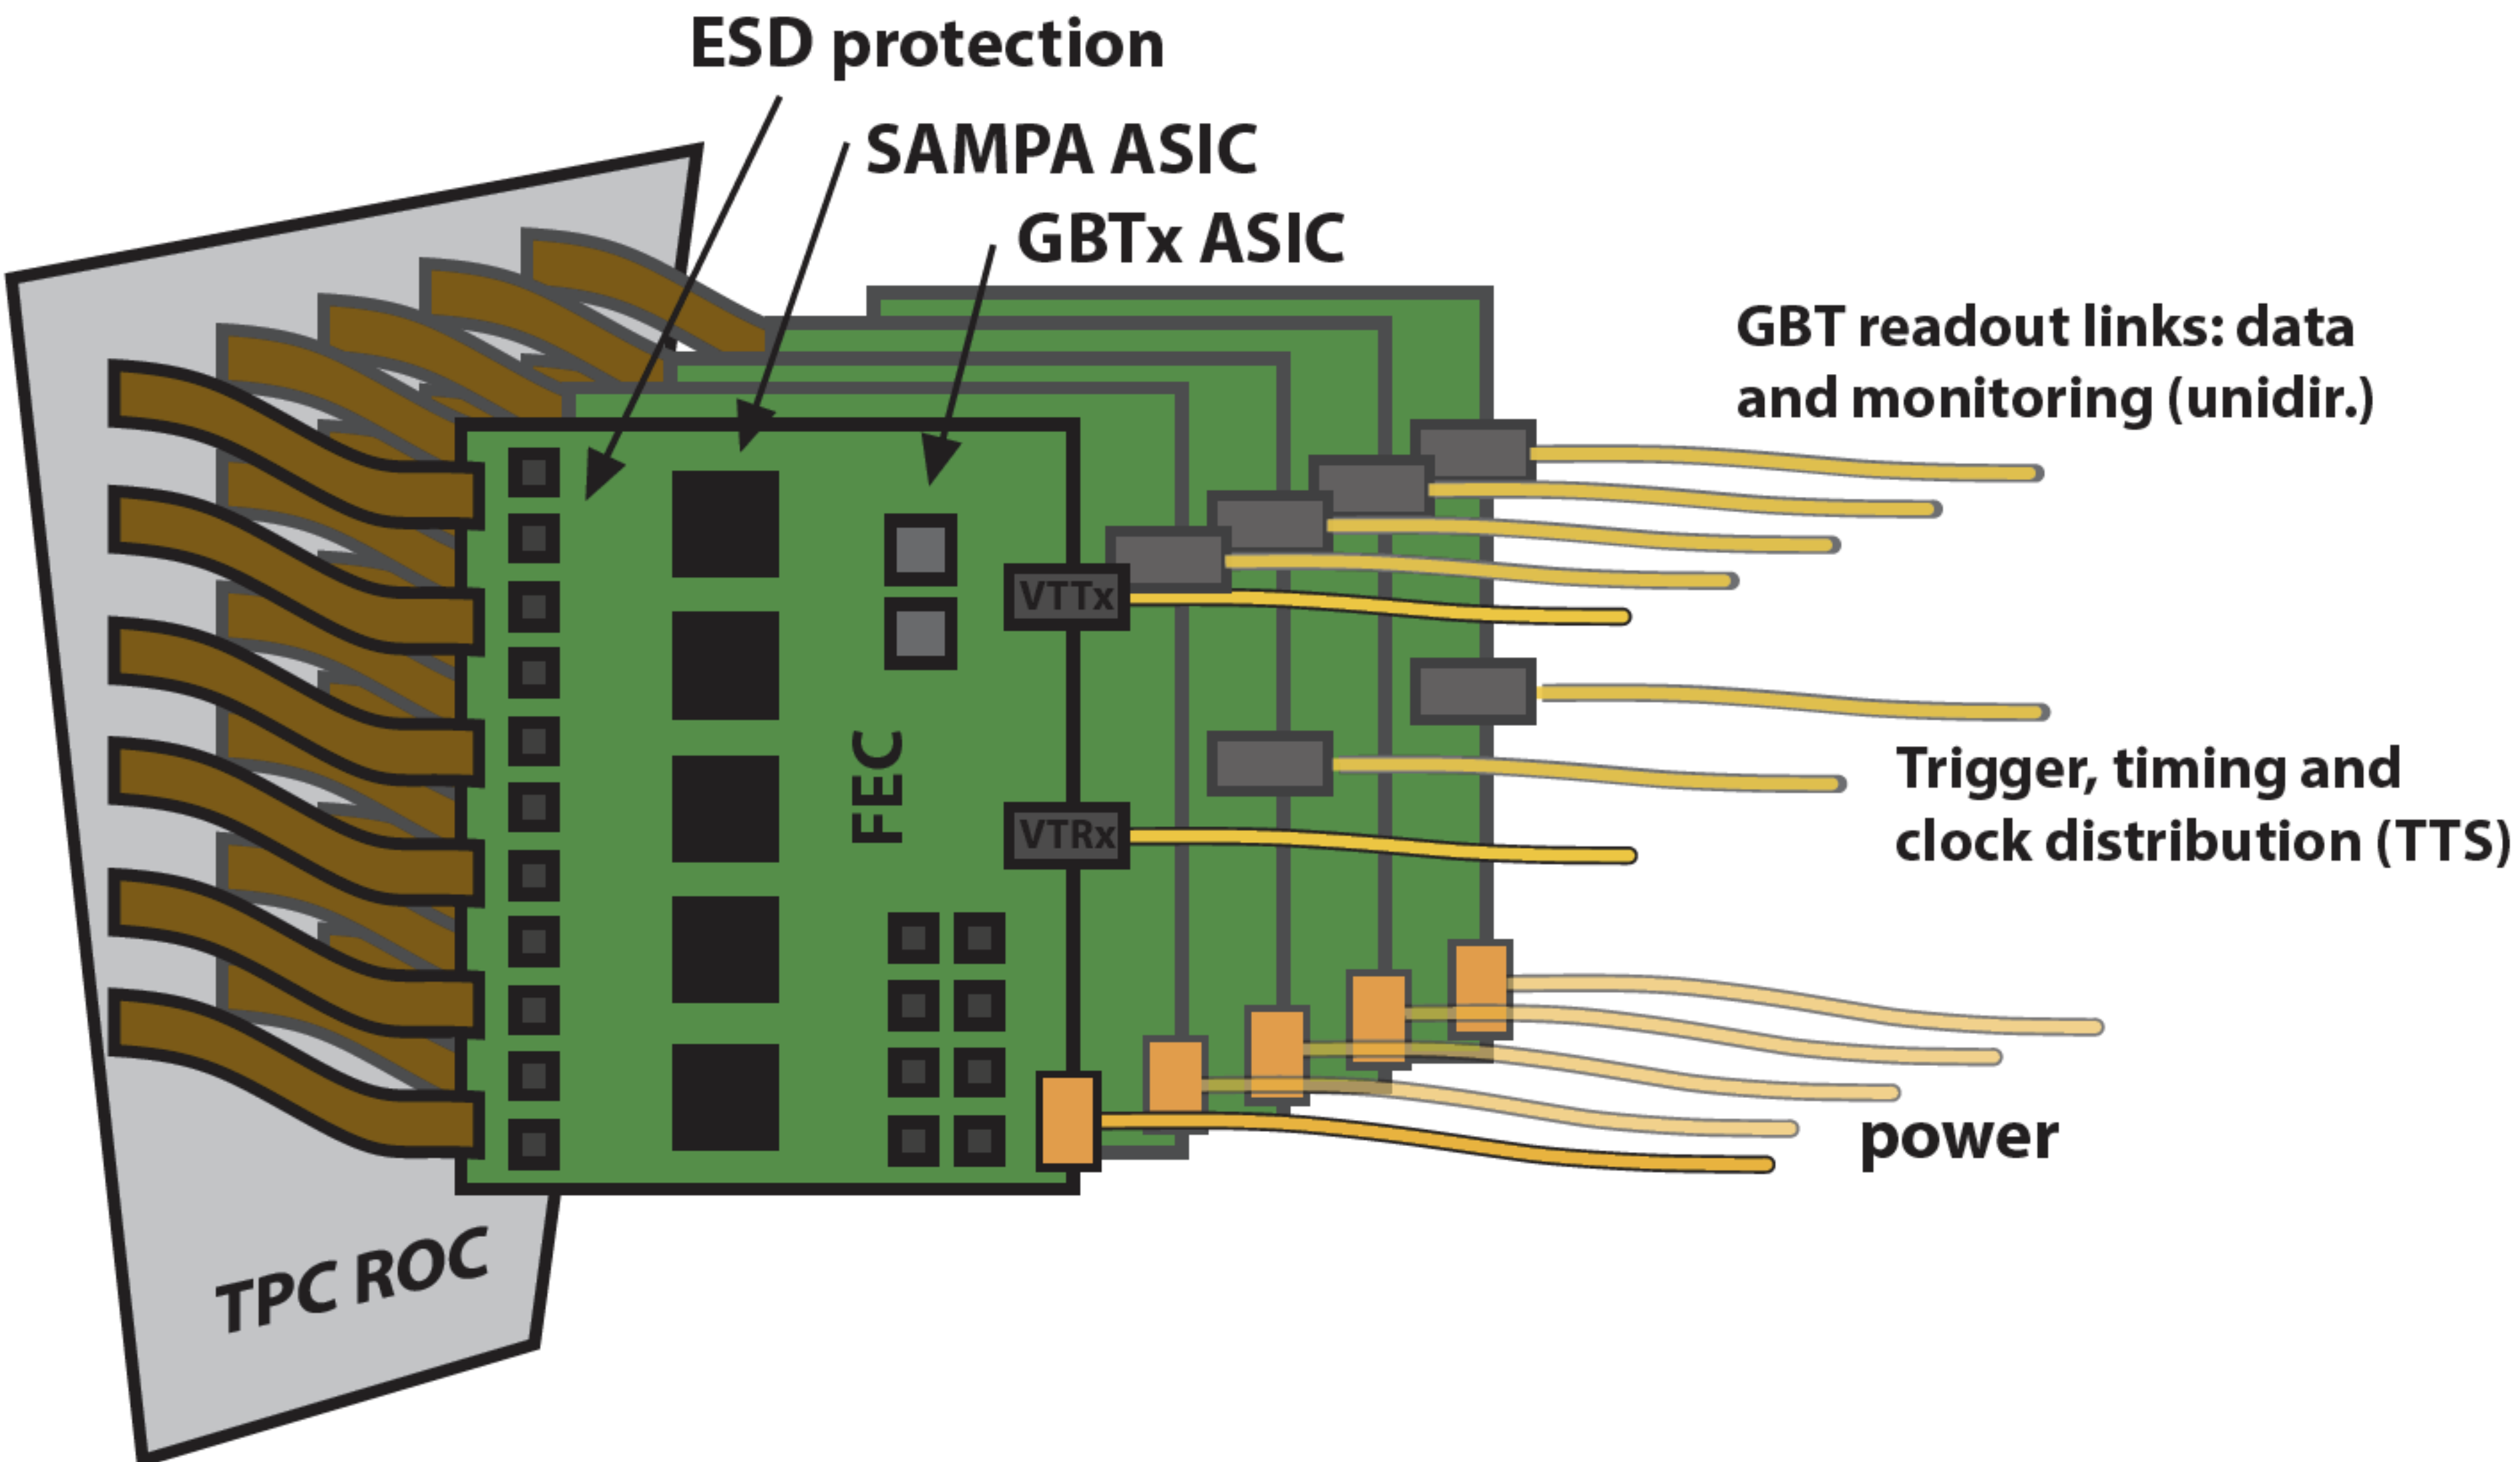 ESD protection
SAMPA ASIC
GBTx ASIC
GBT readout links: data
and monitoring (unidir.)
VTTx
FEC
VTRx
Trigger, timing and
clock distribution (TTS)
power
TPC ROC